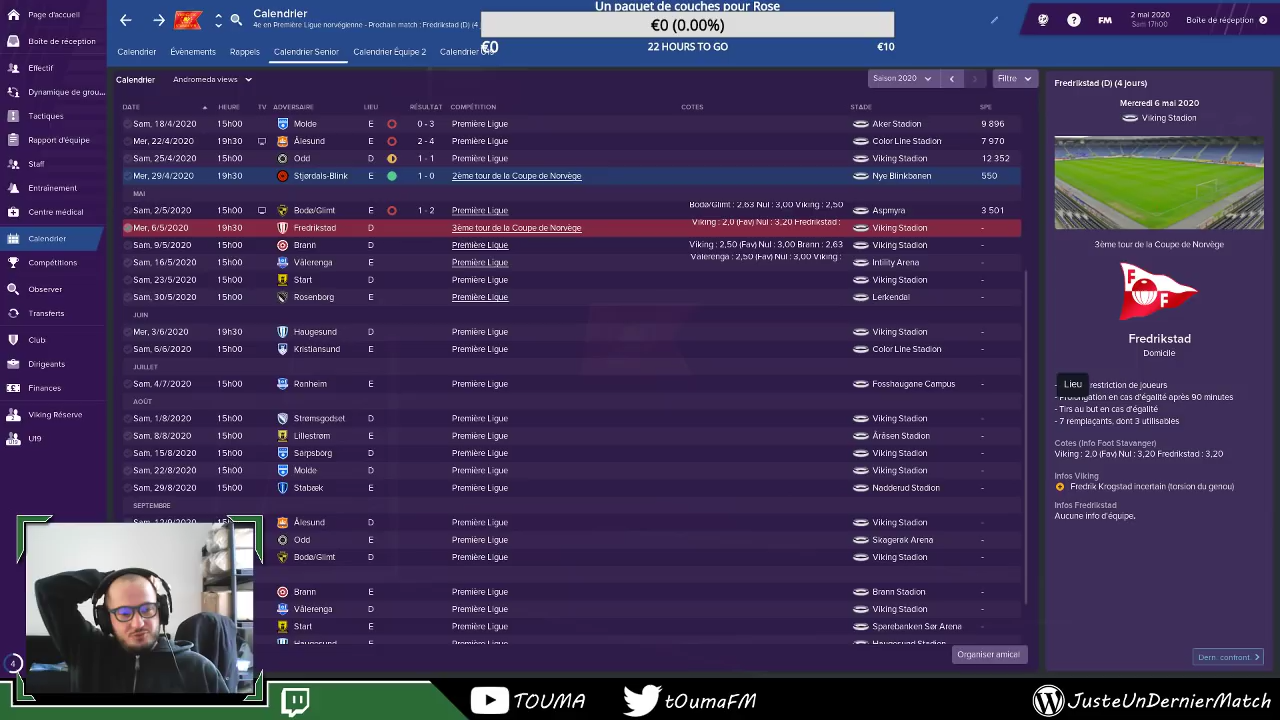 Un paquet de couches pour Rose
€0 (0.00%)
€0 22 HOURS TO GO €10
Calendrier
4e en Première Ligue norvégienne - Prochain match : Fredrikstad (D) (4
FM
2 mai 2020
Sam 17h00
Boîte de réception
Page d'accueil
Boîte de réception
Effectif
Dynamique de grou...
Tactiques
Rapport d'équipe
Staff
Entraînement
Centre médical
Calendrier
Compétitions
Observer
Transferts
Club
Dirigeants
Finances
Viking Réserve
U19
4
Calendrier Évènements Rappels Calendrier Senior Calendrier Équipe 2
Calendrier Andromeda views Saison 2020 Filtre
DATE HEURE TV ADVERSAIRE LIEU RÉSULTAT COMPÉTITION COTES STADE SPE
Sam, 18/4/2020 15h00 Molde E 0 - 3 Première Ligue Aker Stadion 9 896
Mer, 22/4/2020 19h30 Ålesund E 2 - 4 Première Ligue Color Line Stadion 7 970
Sam, 25/4/2020 15h00 Odd D 1 - 1 Première Ligue Viking Stadion 12 352
Mer, 29/4/2020 19h30 Stjørdals-Blink E 1 - 0 2ème tour de la Coupe de Norvège Nye Blinkbanen 550
MAI
Sam, 2/5/2020 15h00 Bodø/Glimt E 1 - 2 Première Ligue Bodø/Glimt : 2,63 Nul : 3,00 Viking : 2,50 Aspmyra 3 501
Mer, 6/5/2020 19h30 Fredrikstad D 3ème tour de la Coupe de Norvège Viking : 2,0 (Fav) Nul : 3,20 Fredrikstad : Viking Stadion -
Sam, 9/5/2020 15h00 Brann D Première Ligue Viking : 2,50 (Fav) Nul : 3,00 Brann : 2,63 Viking Stadion -
Sam, 16/5/2020 15h00 Vålerenga E Première Ligue Vålerenga : 2,50 (Fav) Nul : 3,00 Viking : Intility Arena -
Sam, 23/5/2020 15h00 Start D Première Ligue Viking Stadion -
Sam, 30/5/2020 15h00 Rosenborg E Première Ligue Lerkendal -
JUIN
Mer, 3/6/2020 19h30 Haugesund D Première Ligue Viking Stadion -
Sam, 6/6/2020 15h00 Kristiansund E Première Ligue Color Line Stadion -
JUILLET
Sam, 4/7/2020 15h00 Ranheim E Première Ligue Fosshaugane Campus -
AOÛT
Sam, 1/8/2020 15h00 Strømsgodset D Première Ligue Viking Stadion -
Sam, 8/8/2020 15h00 Lillestrøm E Première Ligue Åråsen Stadion -
Sam, 15/8/2020 15h00 Sarpsborg D Première Ligue Viking Stadion -
Sam, 22/8/2020 15h00 Molde D Première Ligue Viking Stadion -
Sam, 29/8/2020 15h00 Stabæk E Première Ligue Nadderud Stadion -
SEPTEMBRE
Ålesund D Première Ligue Viking Stadion -
Odd E Première Ligue Skagerak Arena -
Bodø/Glimt D Première Ligue Viking Stadion -
Brann E Première Ligue Brann Stadion -
Vålerenga D Première Ligue Viking Stadion -
Start E Première Ligue Sparebanken Sør Arena -
Haugesund E Première Ligue Haugesund Stadion
Organiser amical
Fredrikstad (D) (4 jours)
Mercredi 6 mai 2020
Viking Stadion
3ème tour de la Coupe de Norvège
F F
Fredrikstad
Domicile
Lieu
restriction de joueurs
- Prolongation en cas d'égalité après 90 minutes
- Tirs au but en cas d'égalité
- 7 remplaçants, dont 3 utilisables
Cotes (Info Foot Stavanger)
Viking : 2,0 (Fav) Nul : 3,20 Fredrikstad : 3,20
Infos Viking
Fredrik Krogstad incertain (torsion du genou)
Infos Fredrikstad
Aucune info d'équipe.
Dern. confront
TOUMA tOumaFM JusteUnDernierMatch